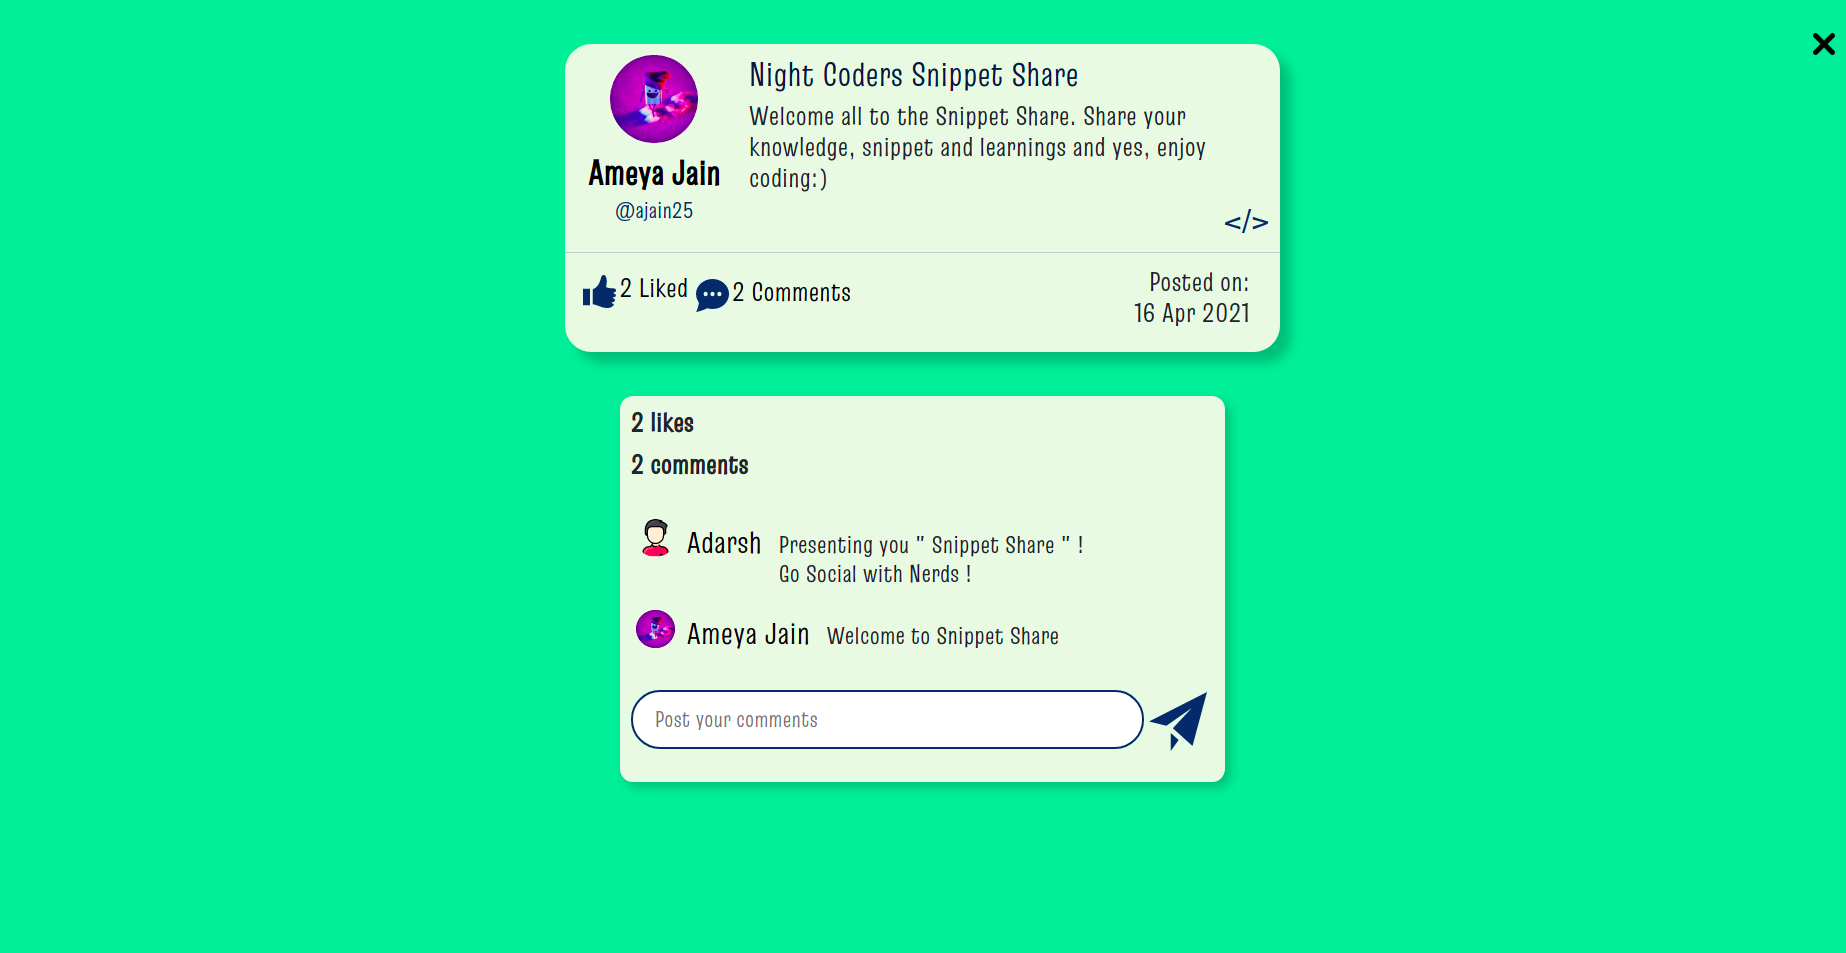 Night Coders Snippet Share
Welcome all to the Snippet Share. Share your
knowledge, snippet and learnings and yes, enjoy
coding:)
Ameya Jain
@ajain25
</>
2 Liked
2 Comments
Posted on:
16 Apr 2021
2 likes
2 comments
Adarsh
Presenting you " Snippet Share " !
Go Social with Nerds !
Ameya Jain
Welcome to Snippet Share
Post your comments